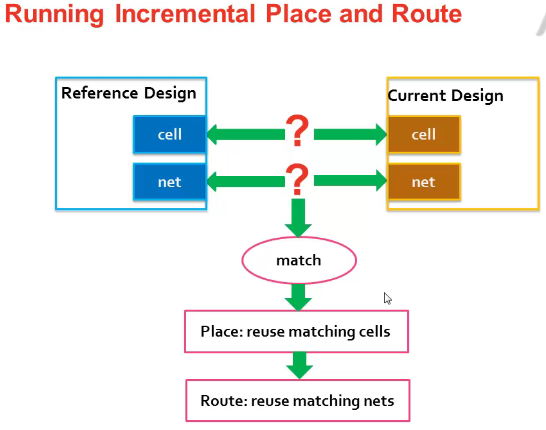 Running Incremental Place and Route
Reference Design
Current Design
cell
?
cell
net
?
net
match
Place: reuse matching cells
Route: reuse matching nets